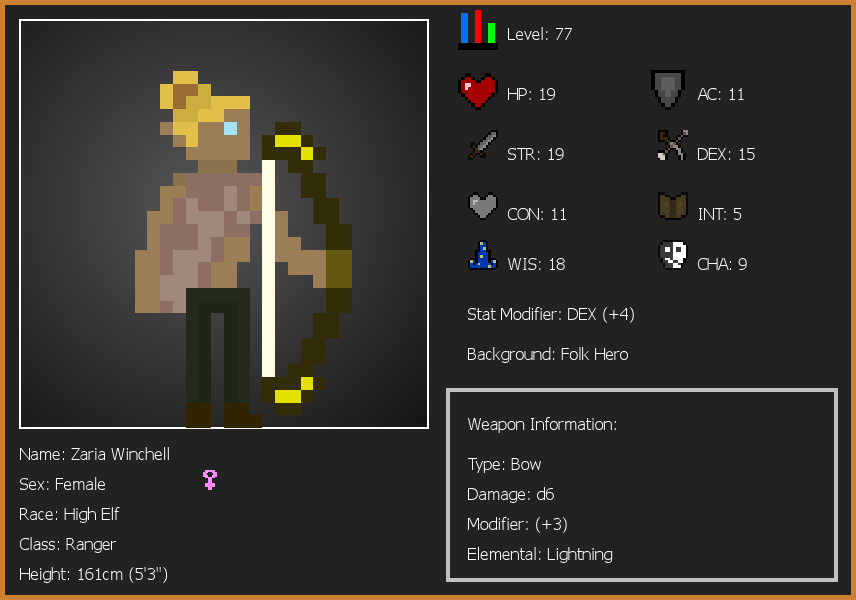 Level: 77
HP: 19
AC: 11
STR: 19
DEX: 15
CON: 11
INT: 5
WIS: 18
CHA: 9
Stat Modifier: DEX (+4)
Background: Folk Hero
Weapon Information:
Type: Bow
Damage: d6
Modifier: (+3)
Elemental: Lightning
Name: Zaria Winchell
Sex: Female
Race: High Elf
Class: Ranger
Height: 161cm (5'3")